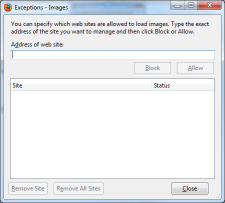 Exceptions - Images
You can specify which web sites are allowed to load images. Type the exact
address of the site you want to manage and then click Block or Allow.
Address of web site:
Block Allow
Site Status
Remove Site Remove All Sites Close